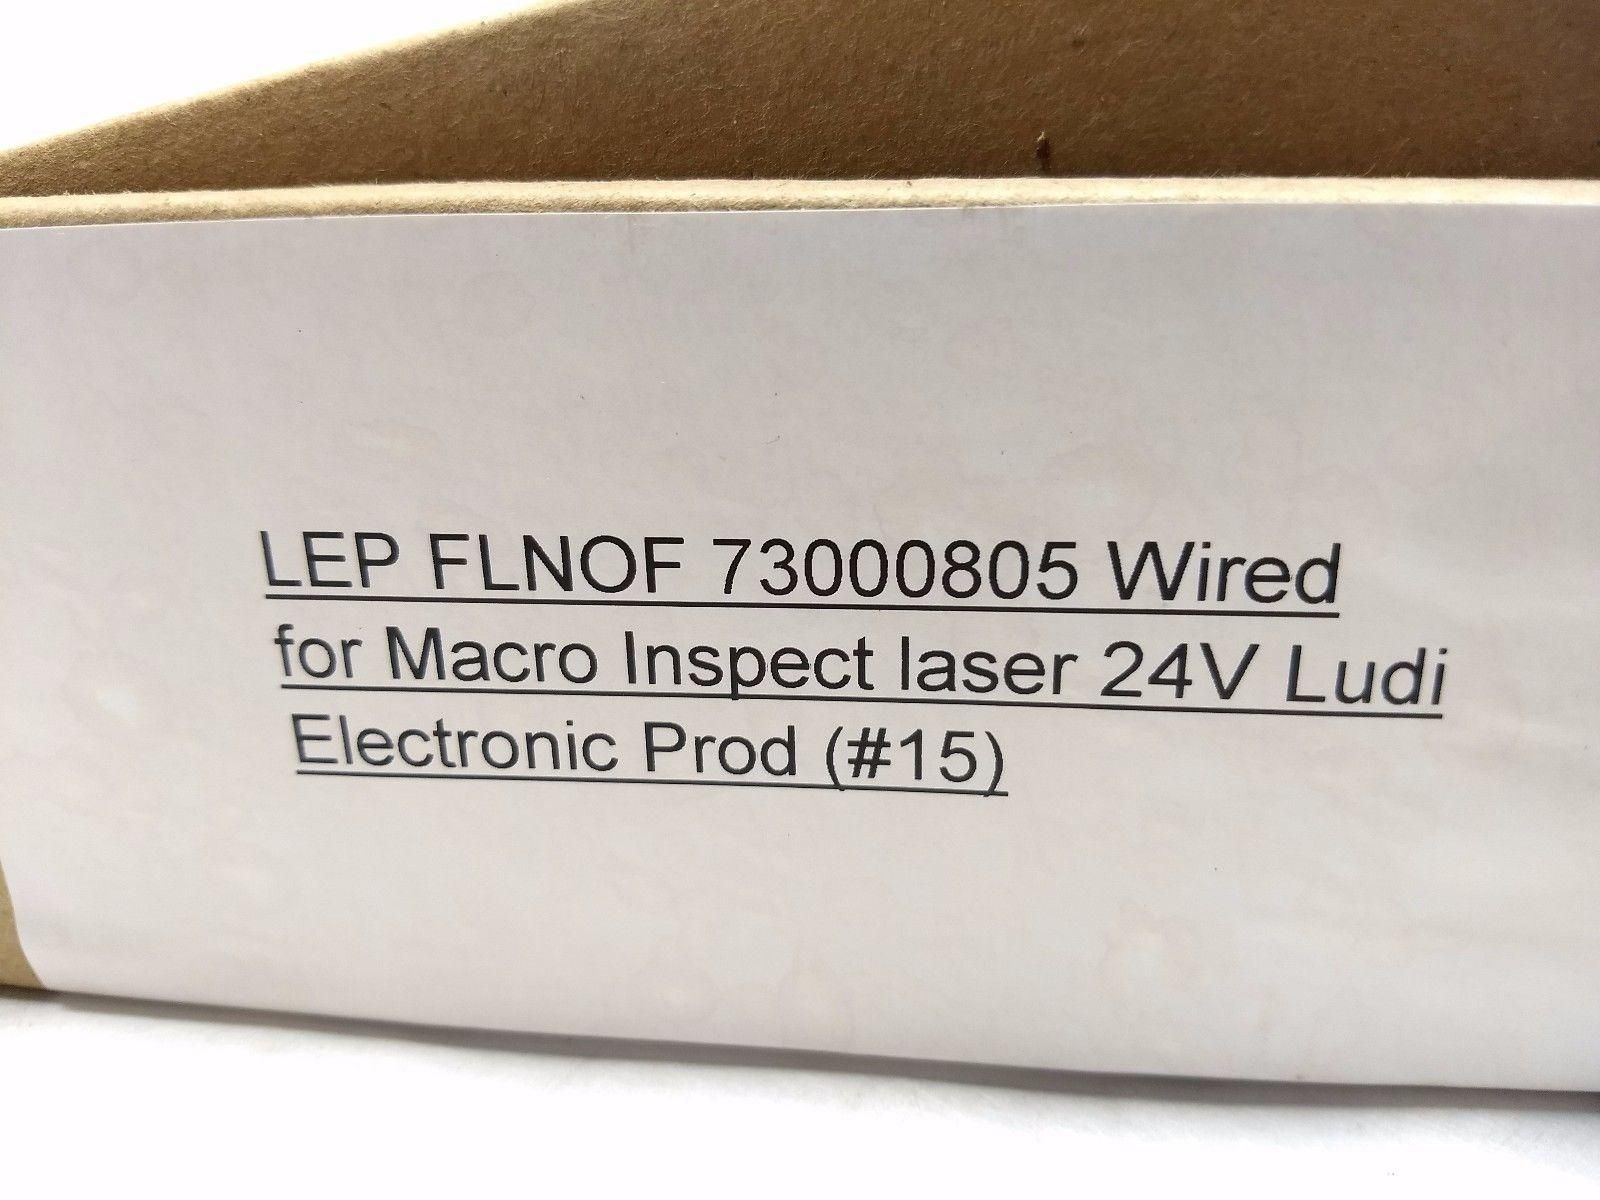 LEP FLNOF 73000805 Wired
for Macro Inspect laser 24V Ludi
Electronic Prod (#15)